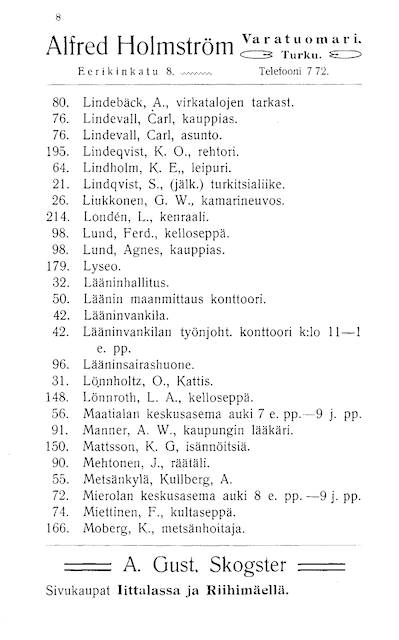 8
Alfred Holmström Varatuomari.
Turku.
Eerikinkatu 8. Telefooni 7 72.
80. Lindebäck, A., virkatalojen tarkast.
76. Lindevall, Carl, kauppias.
76. Lindevall, Carl, asunto.
195. Lindeqvist, K. O., rehtori.
64. Lindholm, K. E., leipuri.
21. Lindqvist, S., (jälk.) turkitsialiike.
26. Liukkonen, G. W., kamarineuvos.
214. Londén, L., kenraali.
98. Lund, Ferd., kelloseppä.
98. Lund, Agnes, kauppias.
179. Lyseo.
32. Lääninhallitus.
50. Läänin maanmittaus konttoori.
42. Lääninvankila.
42. Lääninvankilan työnjoht. konttoori k:lo 11—1
e. pp.
96. Lääninsairashuone.
31. Lönnholtz, O., Kattis.
148. Lönnroth, L. A., kelloseppä.
56. Maatialan keskusasema auki 7 e. pp.—9 j. pp.
91. Manner, A. W., kaupungin lääkäri.
150. Mattsson, K. G, isännöitsiä.
90. Mehtonen, J., räätäli.
55. Metsänkylä, Kullberg, A.
72. Mierolan keskusasema auki 8 e. pp.—9 j. pp.
74. Miettinen, F., kultaseppä.
166. Moberg, K., metsänhoitaja.
A. Gust. Skogster
Sivukaupat Iittalassa ja Riihimäellä.